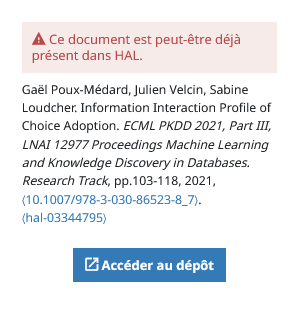 Ce document est peut-être déjà
présent dans HAL.
Gaël Poux-Médard, Julien Velcin, Sabine
Loudcher. Information Interaction Profile of
Choice Adoption. ECML PKDD 2021, Part III,
LNAI 12977 Proceedings Machine Learning
and Knowledge Discovery in Databases.
Research Track, pp.103-118, 2021,
⟨10.1007/978-3-030-86523-8_7⟩.
⟨hal-03344795⟩
Accéder au dépôt